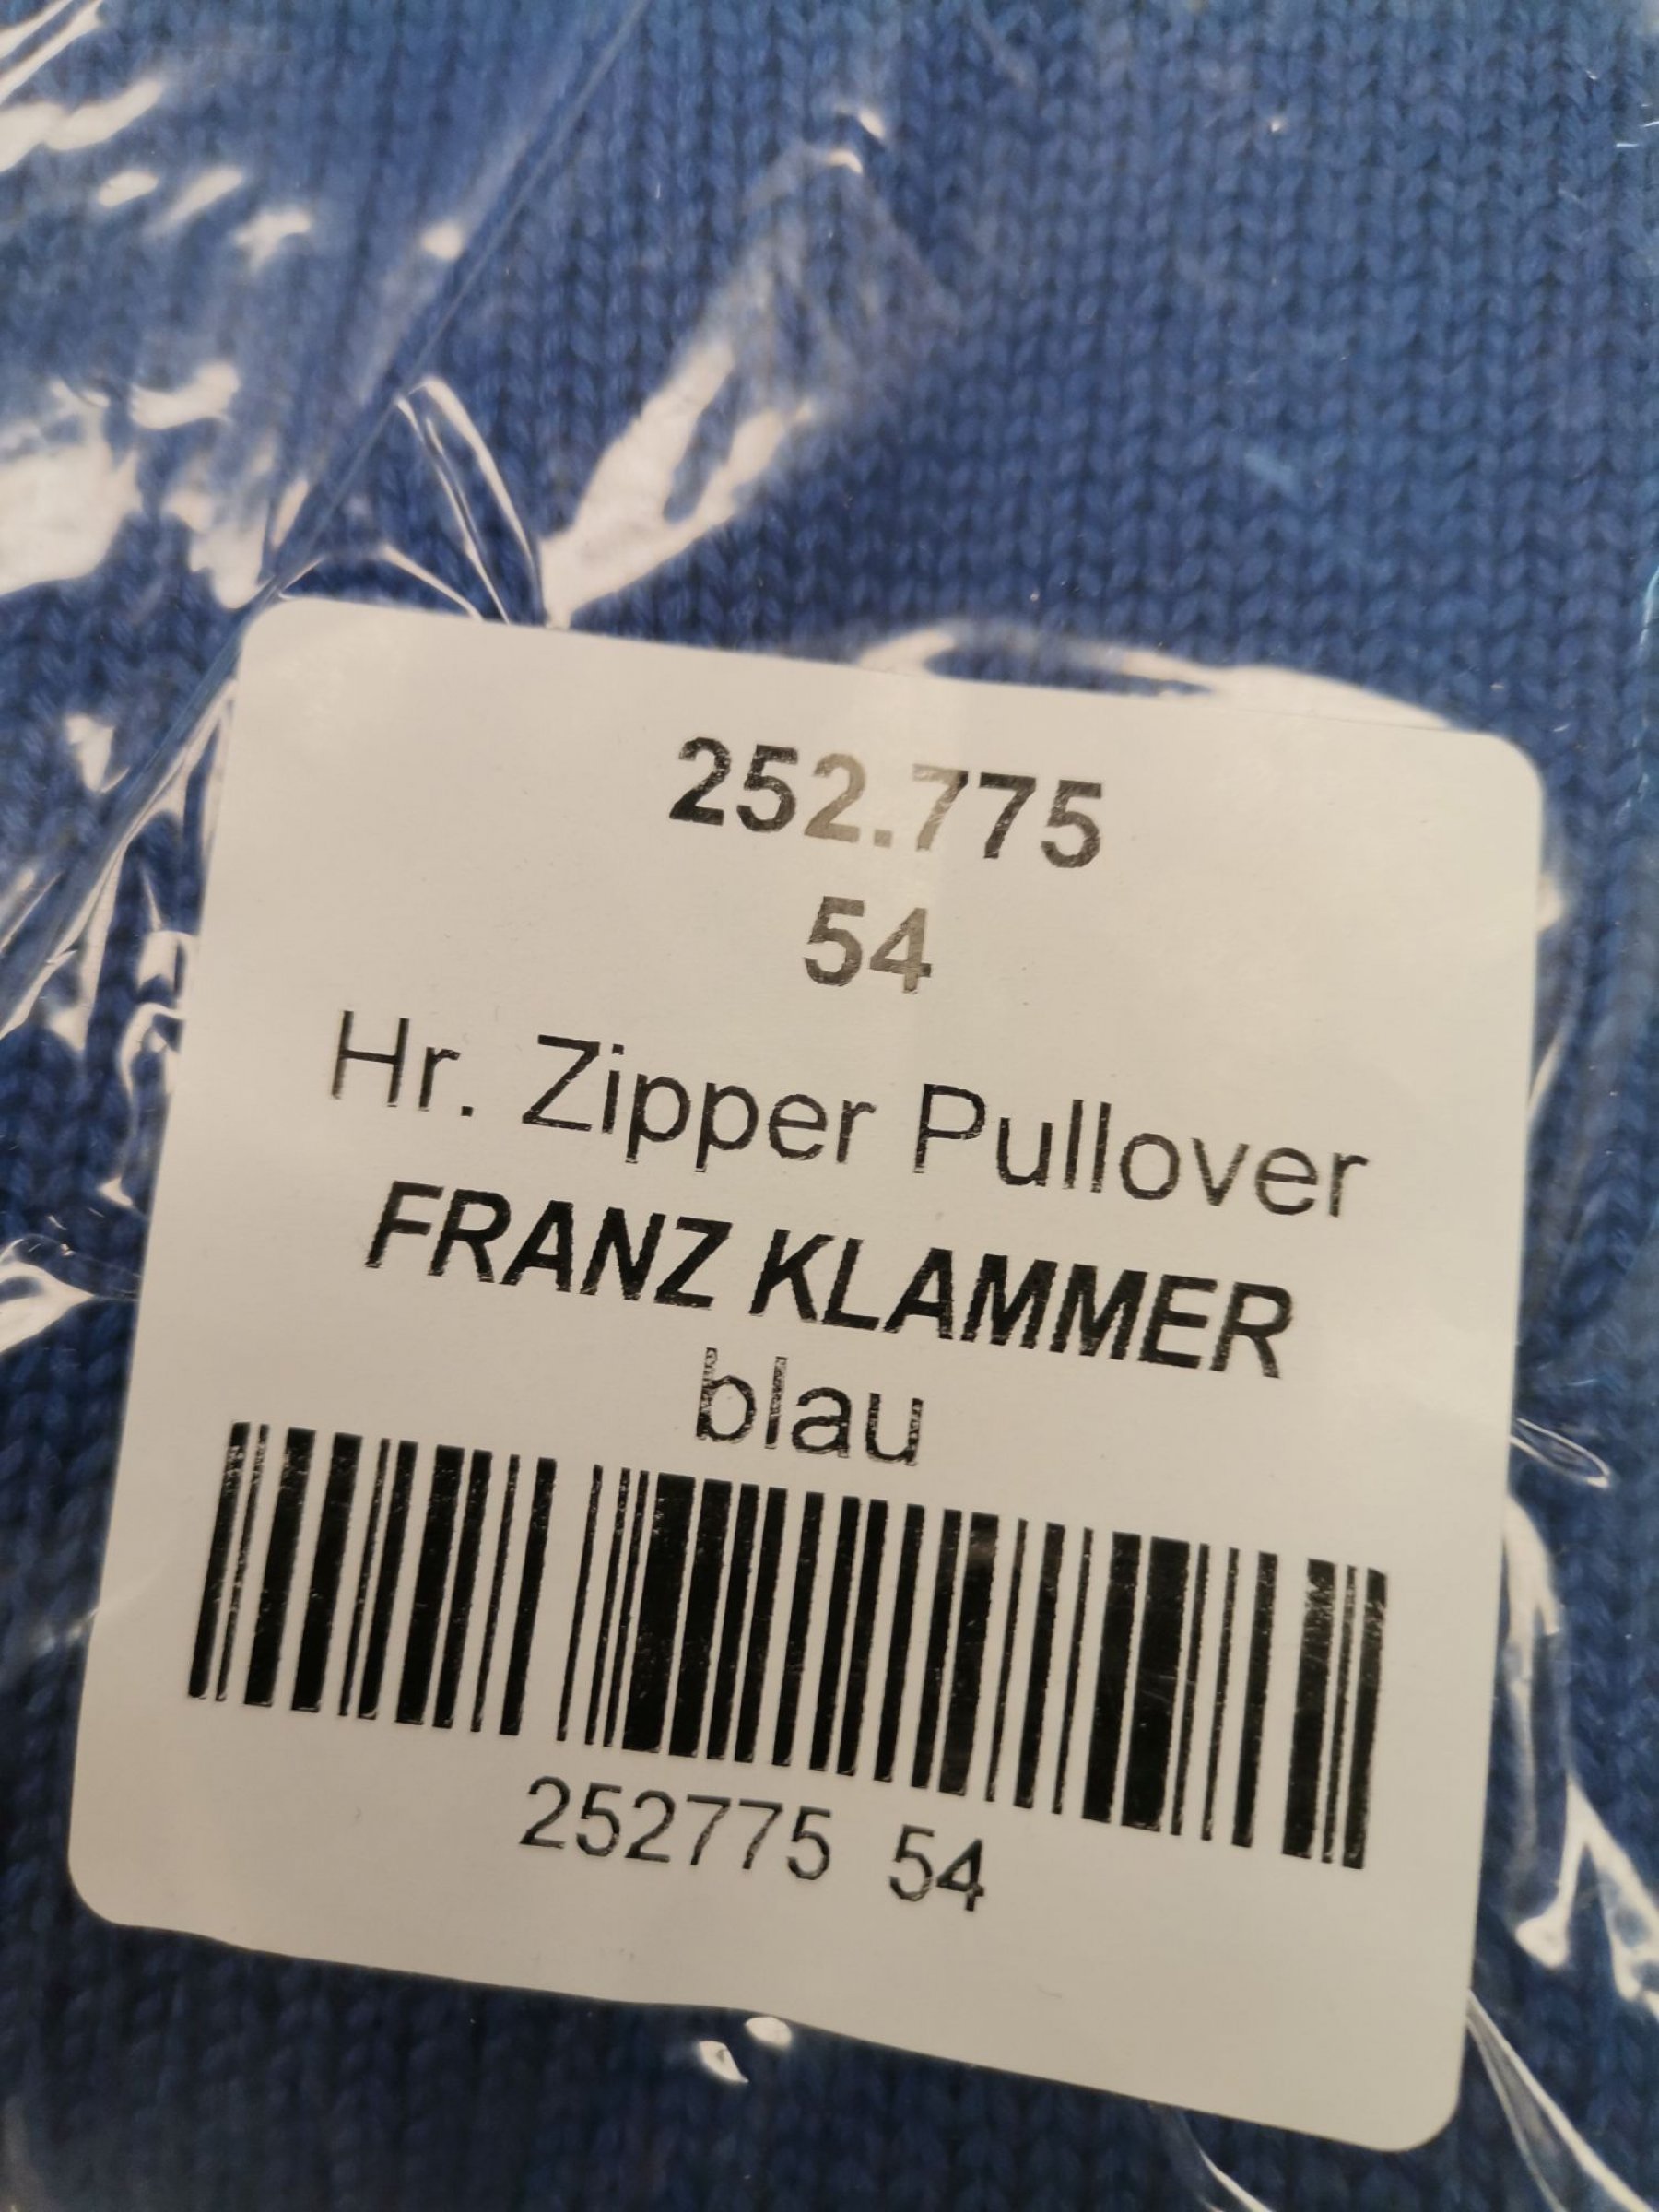 252.775
54
Hr. Zipper Pullover
FRANZ KLAMMER
blau
252775 54